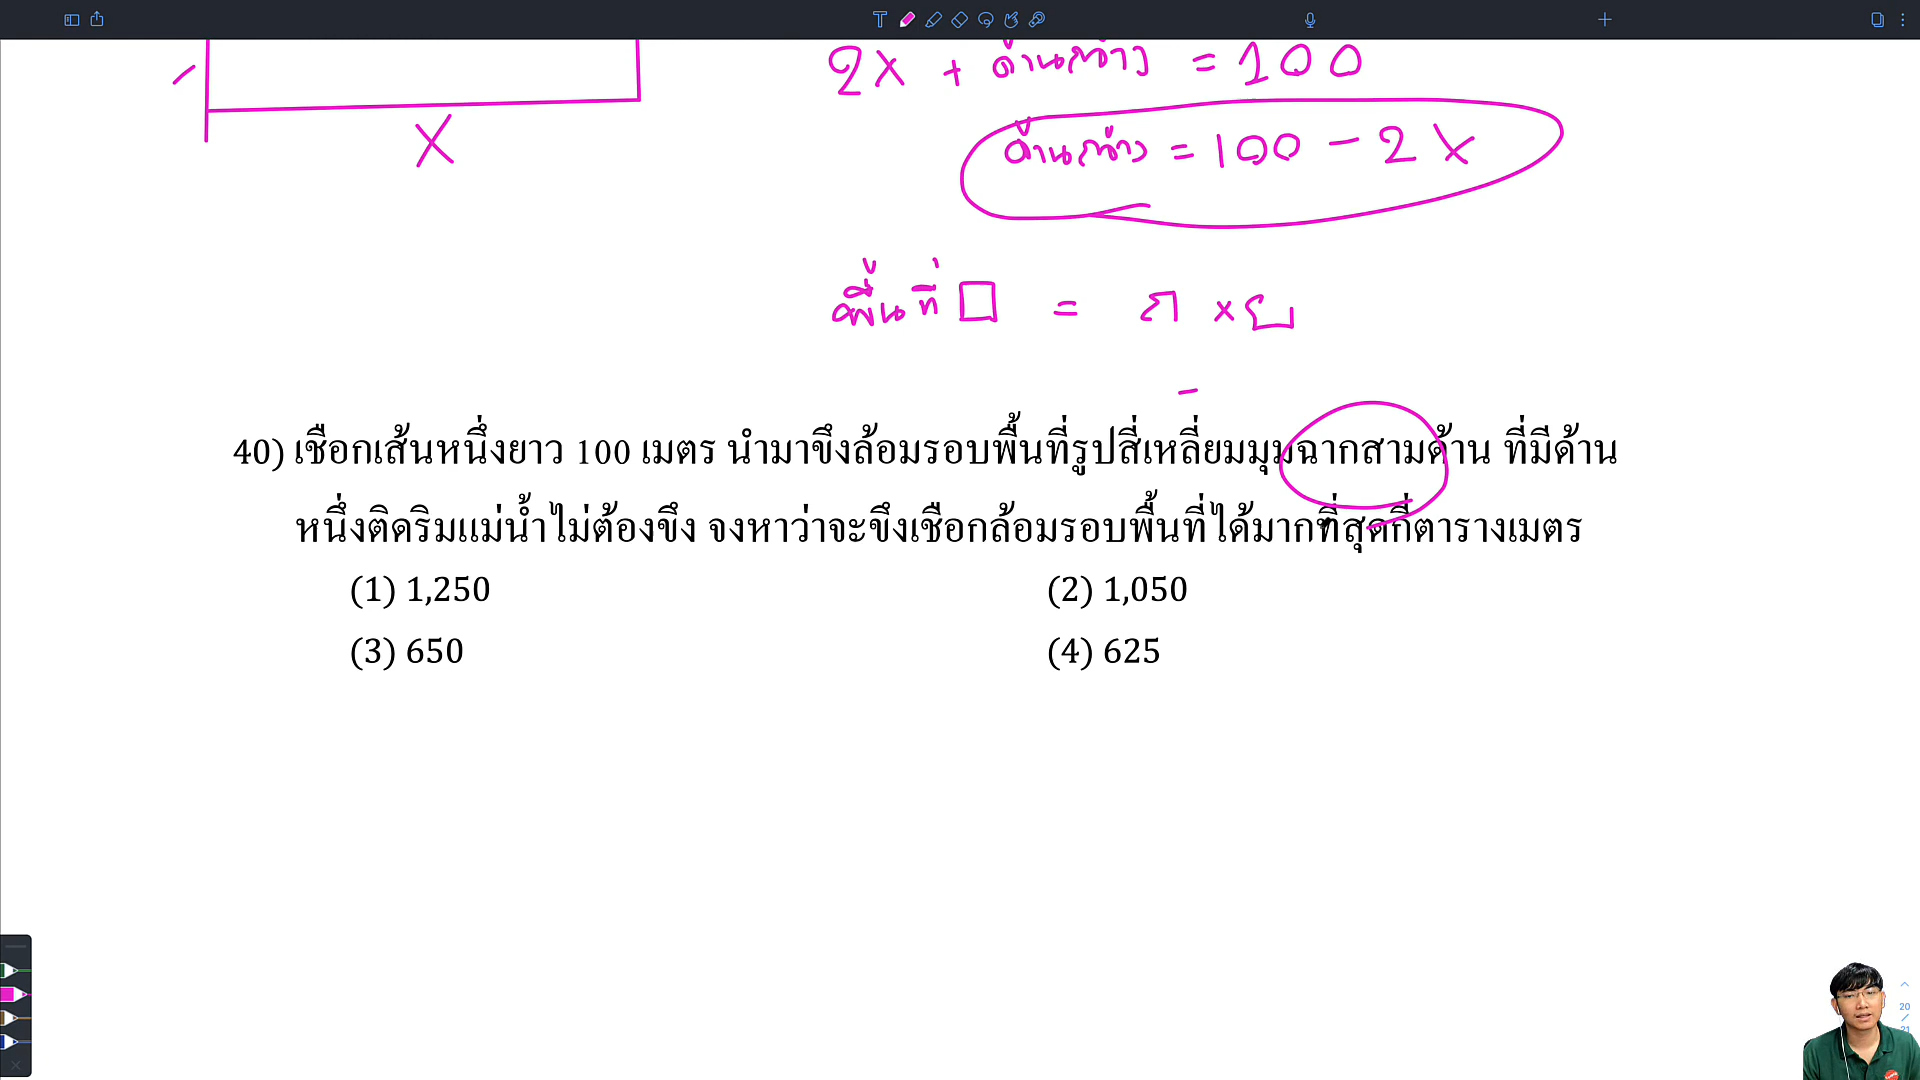 2x + ด้านกว้าง = 100
x
ด้านกว้าง = 100 - 2x
พื้นที่ □ = ก × ย
40) เชือกเส้นหนึ่งยาว 100 เมตร นำมาขึงล้อมรอบพื้นที่รูปสี่เหลี่ยมมุมฉากสามด้าน ที่มีด้าน
หนึ่งติดริมแม่น้ำไม่ต้องขึง จงหาว่าจะขึงเชือกล้อมรอบพื้นที่ได้มากที่สุดกี่ตารางเมตร
(1) 1,250
(2) 1,050
(3) 650
(4) 625
20
/
21